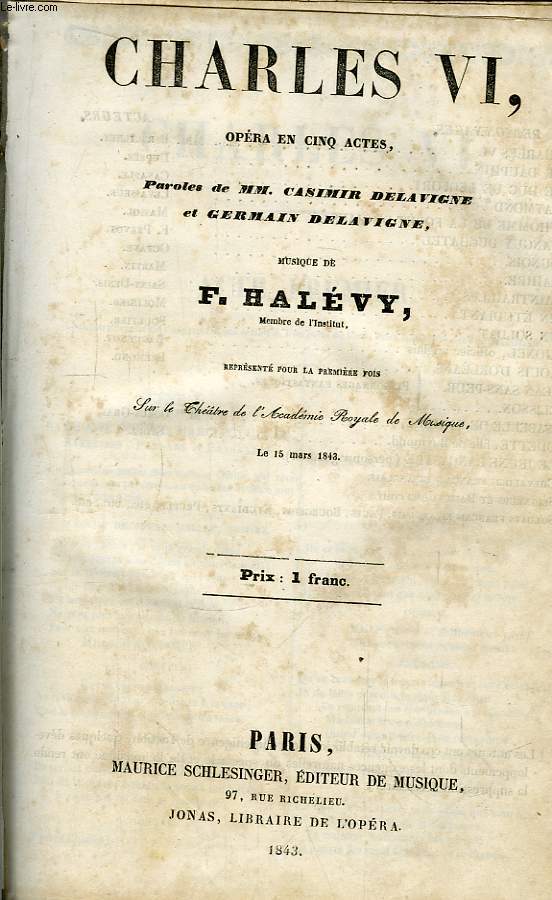 Le-livre.com
CHARLES VI,
OPÉRA EN CINQ ACTES,
Paroles de MM. CASIMIR DELAVIGNE
et GERMAIN DELAVIGNE,
MUSIQUE DE
F. HALÉVY,
Membre de l'Institut,
REPRÉSENTÉ POUR LA PREMIÈRE FOIS
Sur le Théâtre de l'Académie Royale de Musique,
Le 15 mars 1843.
Prix : 1 franc.
PARIS,
MAURICE SCHLESINGER, ÉDITEUR DE MUSIQUE,
97, RUE RICHELIEU.
JONAS, LIBRAIRE DE L'OPÉRA.
1843.